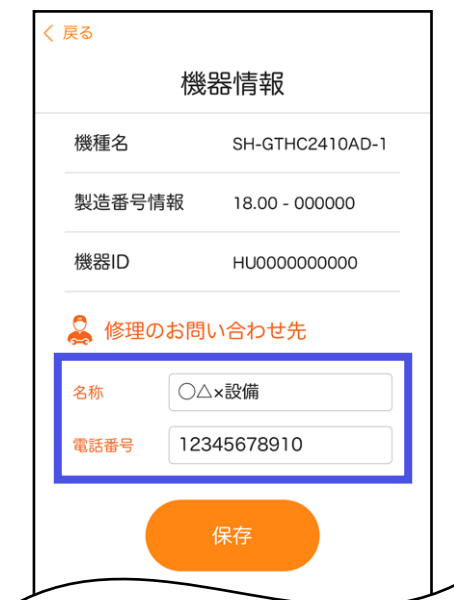 戻る
機器情報
機種名 SH-GTHC2410AD-1
製造番号情報 18.00 - 000000
機器ID HU0000000000
修理のお問い合わせ先
名称 ○△×設備
電話番号 12345678910
保存